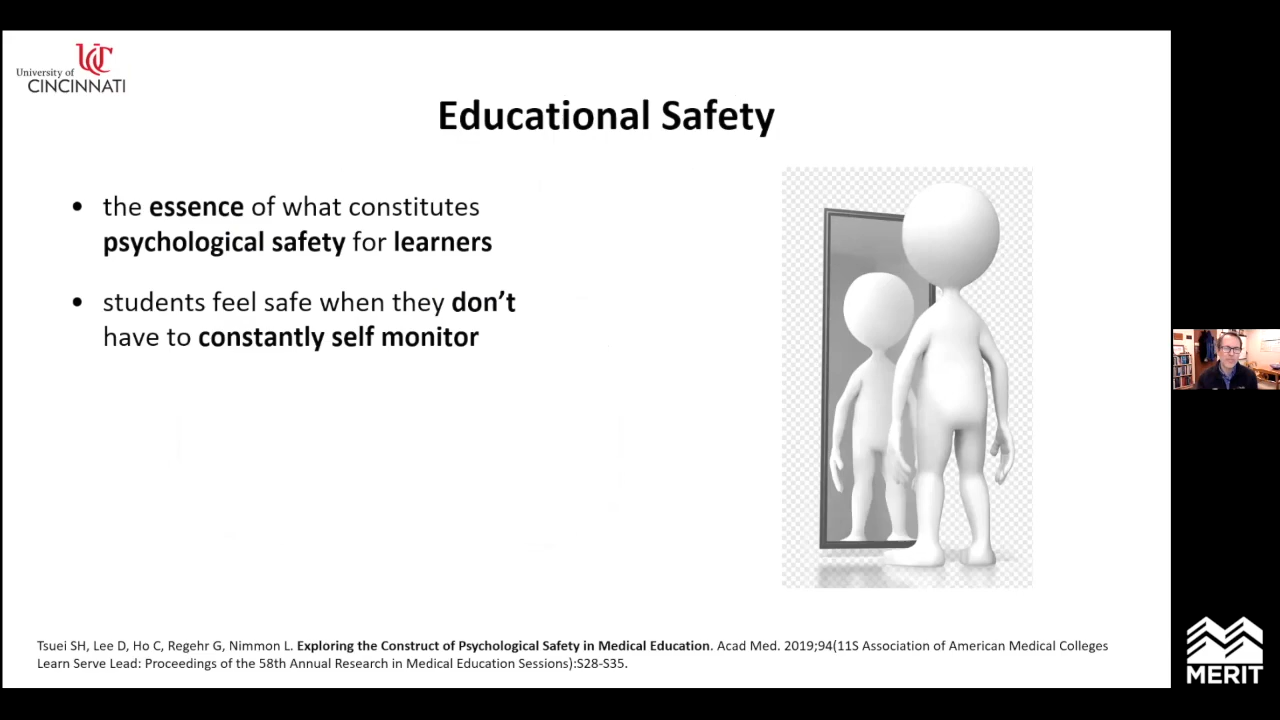 University of
CINCINNATI
Educational Safety
• the essence of what constitutes
psychological safety for learners
• students feel safe when they don’t
have to constantly self monitor
Tsuei SH, Lee D, Ho C, Regehr G, Nimmon L. Exploring the Construct of Psychological Safety in Medical Education. Acad Med. 2019;94(11S Association of American Medical Colleges
Learn Serve Lead: Proceedings of the 58th Annual Research in Medical Education Sessions):S28-S35.
MERIT